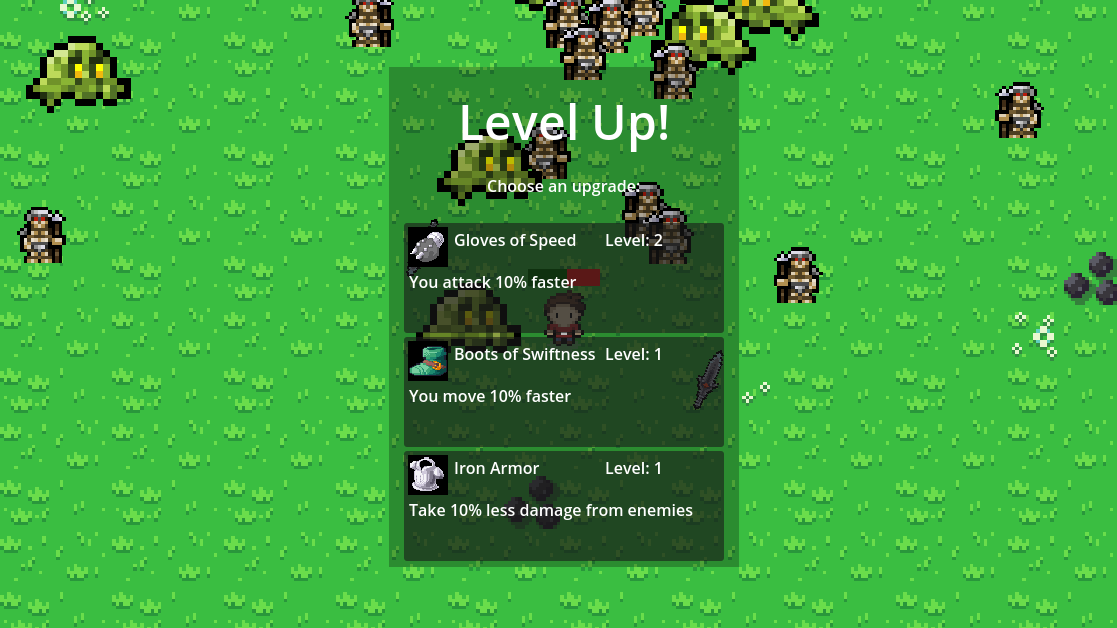 Level Up!
Choose an upgrade:
Gloves of Speed Level: 2
You attack 10% faster
Boots of Swiftness Level: 1
You move 10% faster
Iron Armor Level: 1
Take 10% less damage from enemies